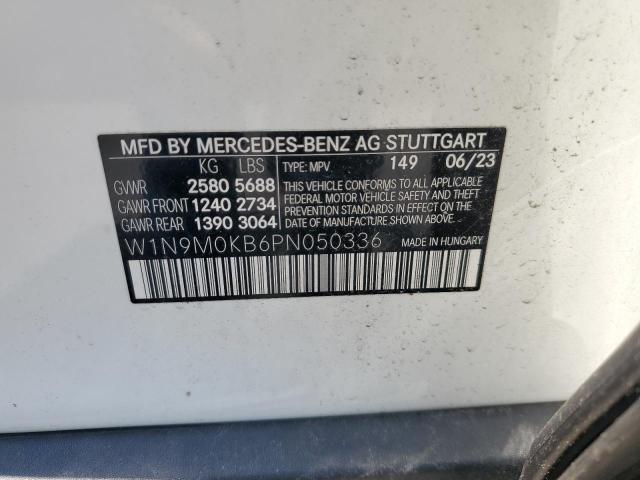 MFD BY MERCEDES-BENZ AG STUTTGART
KG LBS TYPE: MPV 149 06/23
GVWR 2580 5688
GAWR FRONT 1240 2734
GAWR REAR 1390 3064
THIS VEHICLE CONFORMS TO ALL APPLICABLE
FEDERAL MOTOR VEHICLE SAFETY AND THEFT
PREVENTION STANDARDS IN EFFECT ON THE
DATE OF MANUFACTURE SHOWN ABOVE.
W1N9M0KB6PN050336 MADE IN HUNGARY